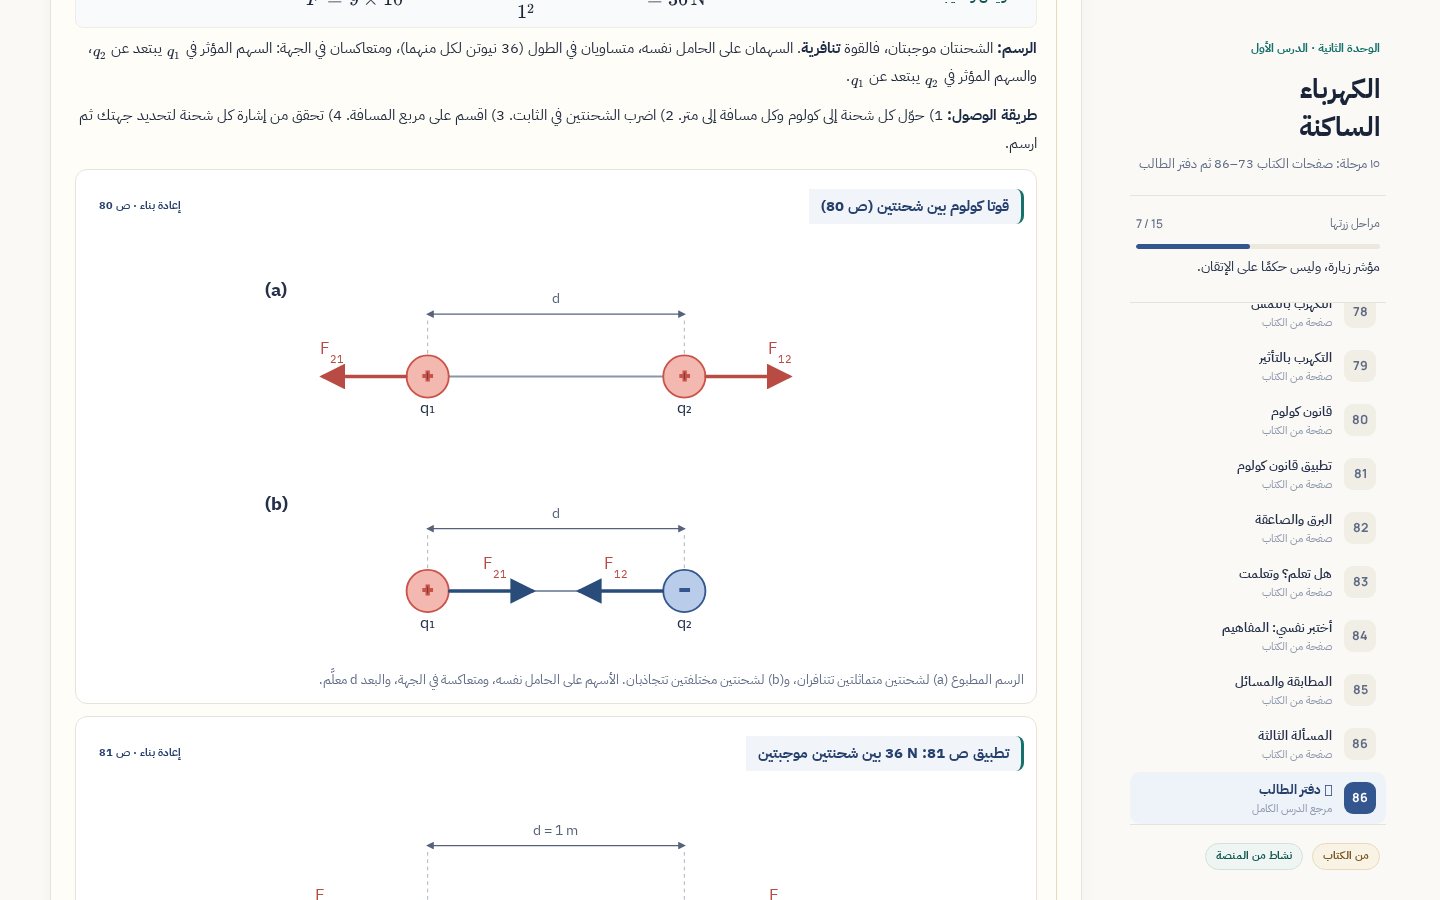 الوحدة الثانية · الدرس الأول
الكهرباء
الساكنة
١٥ مرحلة: صفحات الكتاب 73–86 ثم دفتر الطالب
مراحل زرتها
7 / 15
مؤشر زيارة، وليس حكمًا على الإتقان.
78
التكهرب باللمس
صفحة من الكتاب
79
التكهرب بالتأثير
صفحة من الكتاب
80
قانون كولوم
صفحة من الكتاب
81
تطبيق قانون كولوم
صفحة من الكتاب
82
البرق والصاعقة
صفحة من الكتاب
83
هل تعلم؟ وتعلمت
صفحة من الكتاب
84
أختبر نفسي: المفاهيم
صفحة من الكتاب
85
المطابقة والمسائل
صفحة من الكتاب
86
المسألة الثالثة
صفحة من الكتاب
86
دفتر الطالب
مرجع الدرس الكامل
من الكتاب
نشاط من المنصة
1²
= 36 N
الرسم: الشحنتان موجبتان، فالقوة تنافرية. السهمان على الحامل نفسه، متساويان في الطول (36 نيوتن لكل منهما)، ومتعاكسان في الجهة: السهم المؤثر في q₁ يبتعد عن q₂،
والسهم المؤثر في q₂ يبتعد عن q₁.
طريقة الوصول: 1) حوّل كل شحنة إلى كولوم وكل مسافة إلى متر. 2) اضرب الشحنتين في الثابت. 3) اقسم على مربع المسافة. 4) تحقق من إشارة كل شحنة لتحديد جهتك ثم
ارسم.
قوتا كولوم بين شحنتين (ص 80)
إعادة بناء · ص 80
(a)
d
F21
F12
+
+
q₁
q₂
(b)
d
F21
F12
+
−
q₁
q₂
الرسم المطبوع (a) لشحنتين متماثلتين تتنافران، و(b) لشحنتين مختلفتين تتجاذبان. الأسهم على الحامل نفسه، ومتعاكسة في الجهة، والبعد d معلَّم.
تطبيق ص 81: 36 N بين شحنتين موجبتين
إعادة بناء · ص 81
d = 1 m
F
F